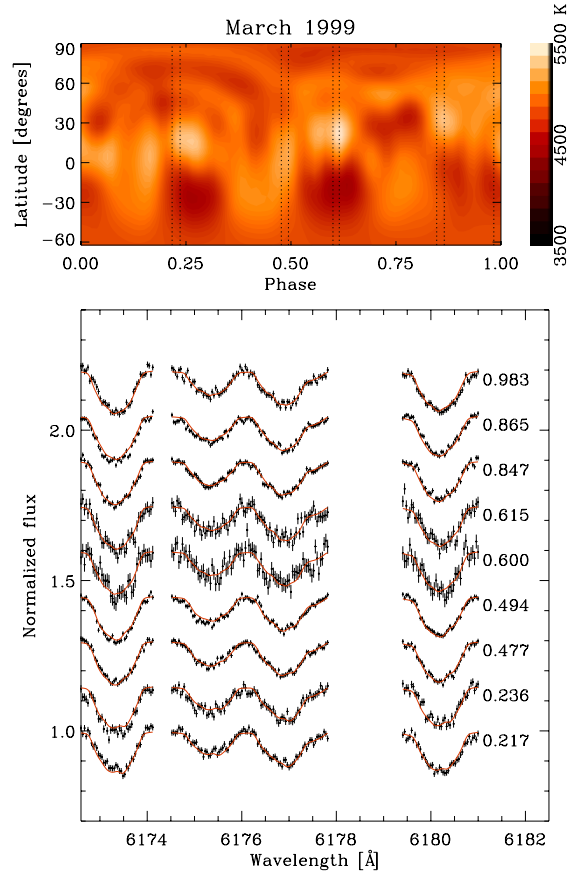 March 1999
5500 K
4500
3500
Latitude [degrees]
90
60
30
0
−30
−60
0.00 0.25 0.50 0.75 1.00
Phase
Normalized flux
2.0
1.5
1.0
0.983
0.865
0.847
0.615
0.600
0.494
0.477
0.236
0.217
6174 6176 6178 6180 6182
Wavelength [Å]